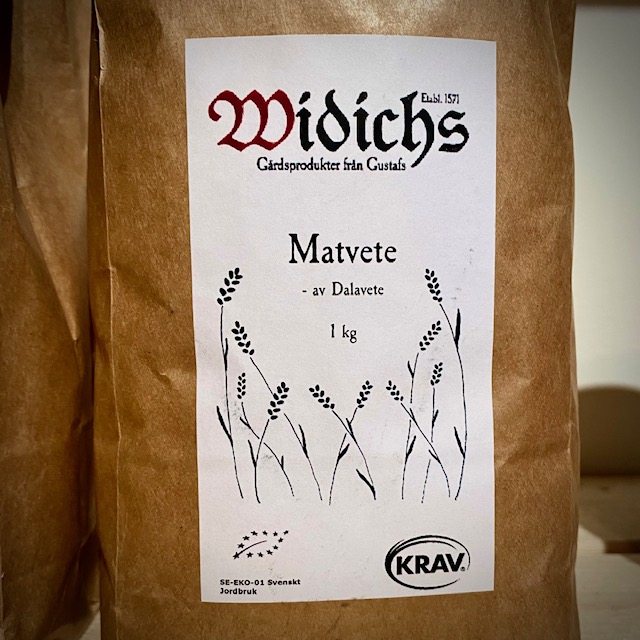 Etabl. 1571
Widichs
Gårdsprodukter från Gustafs
Matvete
- av Dalavete
1 kg
KRAV®
SE-EKO-01 Svenskt
Jordbruk